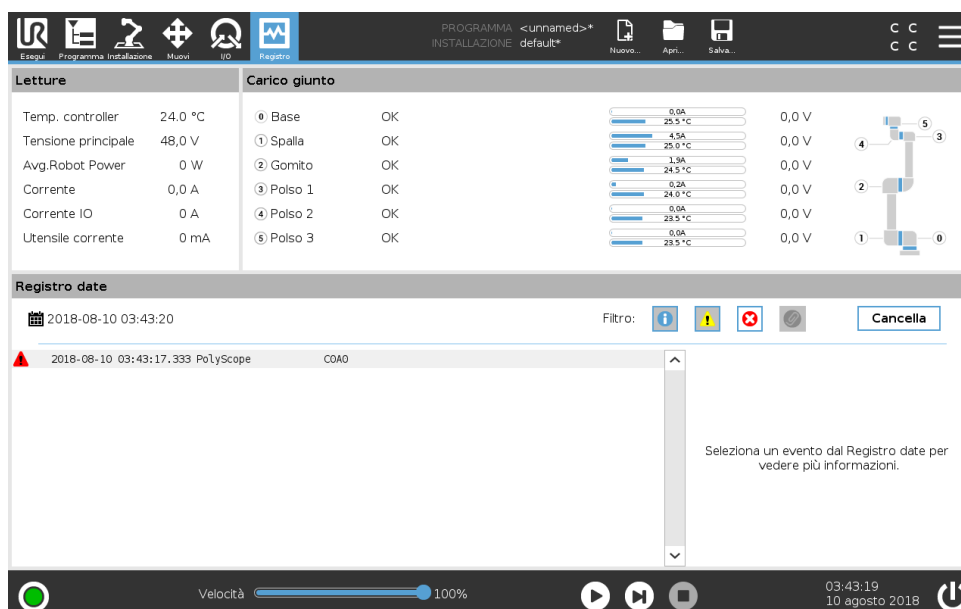 PROGRAMMA <unnamed>*
INSTALLAZIONE default*
Esegui Programma Installazione Muovi I/O Registro Nuovo... Apri... Salva...
C C
C C
Letture
Carico giunto
Temp. controller 24.0 °C
Tensione principale 48,0 V
Avg.Robot Power 0 W
Corrente 0,0 A
Corrente IO 0 A
Utensile corrente 0 mA
0 Base OK 0,0A 25.5 °C 0,0 V
1 Spalla OK 4,5A 25.0 °C 0,0 V
2 Gomito OK 1,9A 24.5 °C 0,0 V
3 Polso 1 OK 0,2A 24.0 °C 0,0 V
4 Polso 2 OK 0,0A 23.5 °C 0,0 V
5 Polso 3 OK 0,0A 23.5 °C 0,0 V
5
4 3
2
1 0
Registro date
2018-08-10 03:43:20 Filtro: Cancella
2018-08-10 03:43:17.333 PolyScope C0A0
Seleziona un evento dal Registro date per
vedere più informazioni.
Velocità 100%
03:43:19
10 agosto 2018